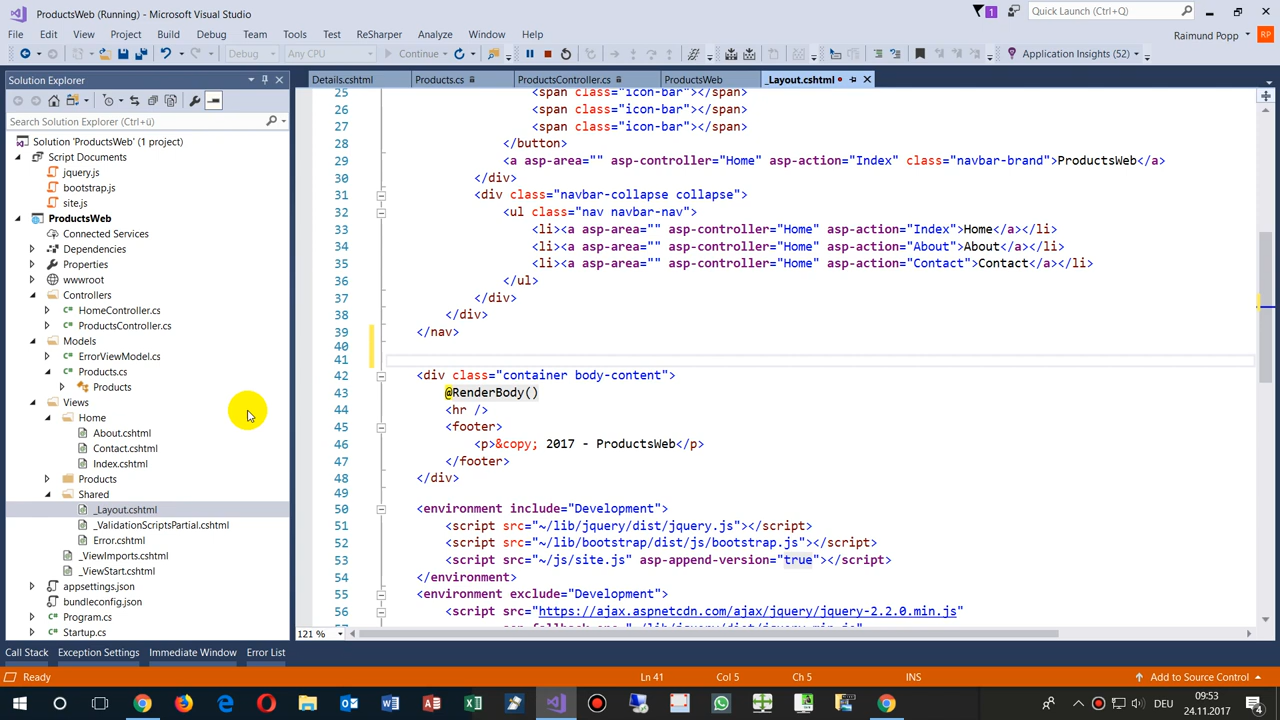 ProductsWeb (Running) - Microsoft Visual Studio
1
Quick Launch (Ctrl+Q)
File Edit View Project Build Debug Team Tools Test ReSharper Analyze Window Help
Raimund Popp
RP
Debug Any CPU Continue Application Insights (52)
Solution Explorer
Details.cshtml Products.cs ProductsController.cs ProductsWeb _Layout.cshtml
Search Solution Explorer (Ctrl+ü)
Solution 'ProductsWeb' (1 project)
Script Documents
jquery.js
bootstrap.js
site.js
ProductsWeb
Connected Services
Dependencies
Properties
wwwroot
Controllers
HomeController.cs
ProductsController.cs
Models
ErrorViewModel.cs
Products.cs
Products
Views
Home
About.cshtml
Contact.cshtml
Index.cshtml
Products
Shared
_Layout.cshtml
_ValidationScriptsPartial.cshtml
Error.cshtml
_ViewImports.cshtml
_ViewStart.cshtml
appsettings.json
bundleconfig.json
Program.cs
Startup.cs
25 <span class="icon-bar"></span>
26 <span class="icon-bar"></span>
27 <span class="icon-bar"></span>
28 </button>
29 <a asp-area="" asp-controller="Home" asp-action="Index" class="navbar-brand">ProductsWeb</a>
30 </div>
31 <div class="navbar-collapse collapse">
32 <ul class="nav navbar-nav">
33 <li><a asp-area="" asp-controller="Home" asp-action="Index">Home</a></li>
34 <li><a asp-area="" asp-controller="Home" asp-action="About">About</a></li>
35 <li><a asp-area="" asp-controller="Home" asp-action="Contact">Contact</a></li>
36 </ul>
37 </div>
38 </div>
39 </nav>
40
41
42 <div class="container body-content">
43 @RenderBody()
44 <hr />
45 <footer>
46 <p>&copy; 2017 - ProductsWeb</p>
47 </footer>
48 </div>
49
50 <environment include="Development">
51 <script src="~/lib/jquery/dist/jquery.js"></script>
52 <script src="~/lib/bootstrap/dist/js/bootstrap.js"></script>
53 <script src="~/js/site.js" asp-append-version="true"></script>
54 </environment>
55 <environment exclude="Development">
56 <script src="https://ajax.aspnetcdn.com/ajax/jquery/jquery-2.2.0.min.js"
57 asp-fallback-src="~/lib/jquery/dist/jquery.min.js"
121 %
Call Stack Exception Settings Immediate Window Error List
Ready Ln 41 Col 5 Ch 5 INS Add to Source Control
DEU
09:53
24.11.2017
4